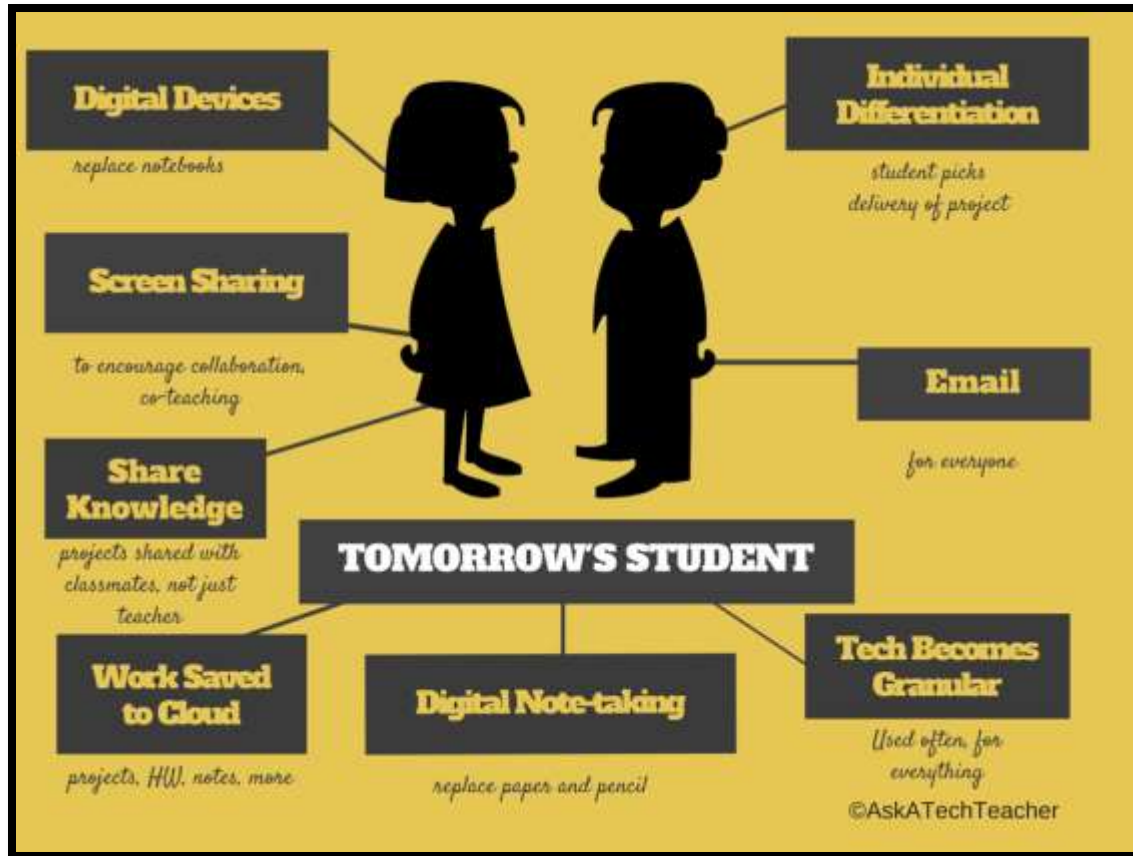 Digital Devices
replace notebooks
Individual
Differentiation
student picks
delivery of project
Screen Sharing
to encourage collaboration,
co-teaching
Email
for everyone
Share
Knowledge
projects shared with
classmates, not just
teacher
TOMORROW'S STUDENT
Work Saved
to Cloud
projects, HW, notes, more
Digital Note-taking
replace paper and pencil
Tech Becomes
Granular
Used often, for
everything
©AskATechTeacher